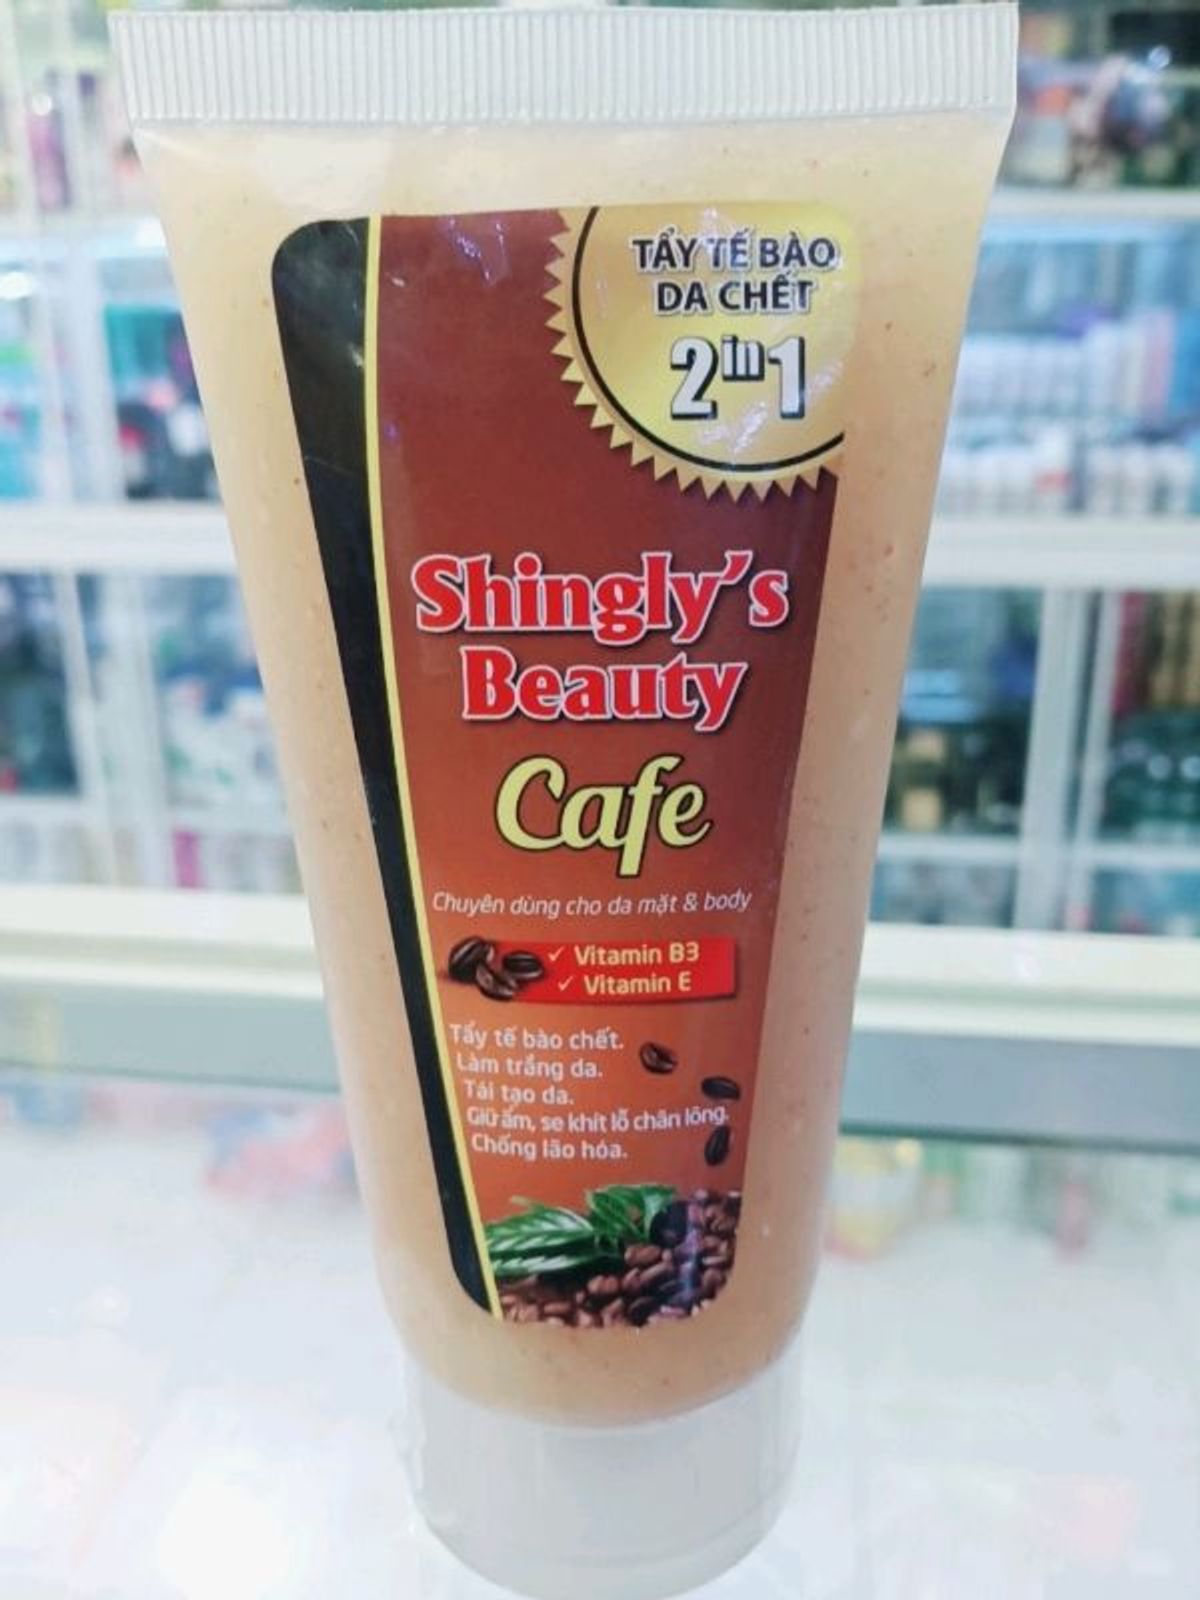 TẨY TẾ BÀO
DA CHẾT
2in1
Shingly's
Beauty
Cafe
Chuyên dùng cho da mặt & body
✓ Vitamin B3
✓ Vitamin E
Tẩy tế bào chết.
Làm trắng da.
Tái tạo da.
Giữ ẩm, se khít lỗ chân lông.
Chống lão hóa.